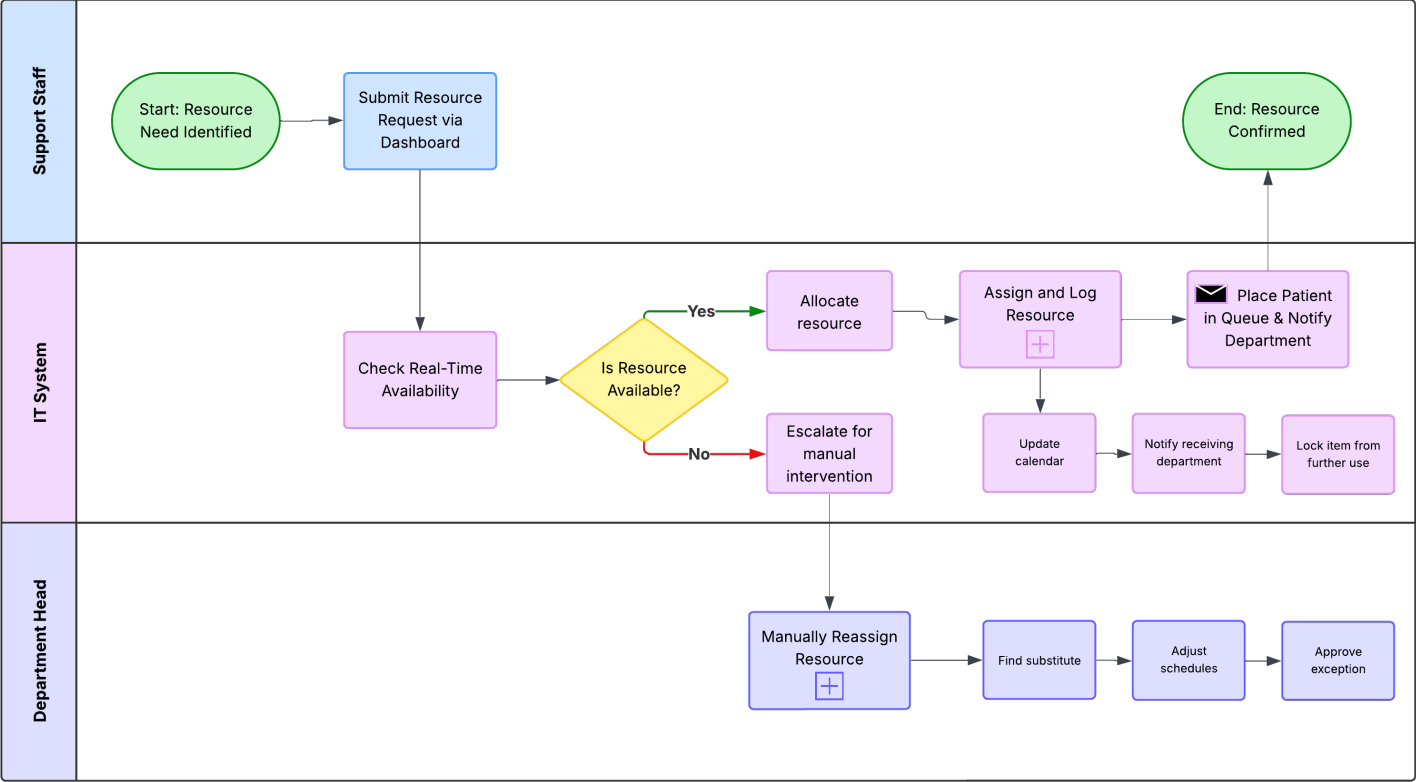 Support Staff
Start: Resource
Need Identified
Submit Resource
Request via
Dashboard
End: Resource
Confirmed
IT System
Check Real-Time
Availability
Is Resource
Available?
Yes
No
Allocate
resource
Escalate for
manual
intervention
Assign and Log
Resource
Place Patient
in Queue & Notify
Department
Update
calendar
Notify receiving
department
Lock item from
further use
Department Head
Manually Reassign
Resource
Find substitute
Adjust
schedules
Approve
exception